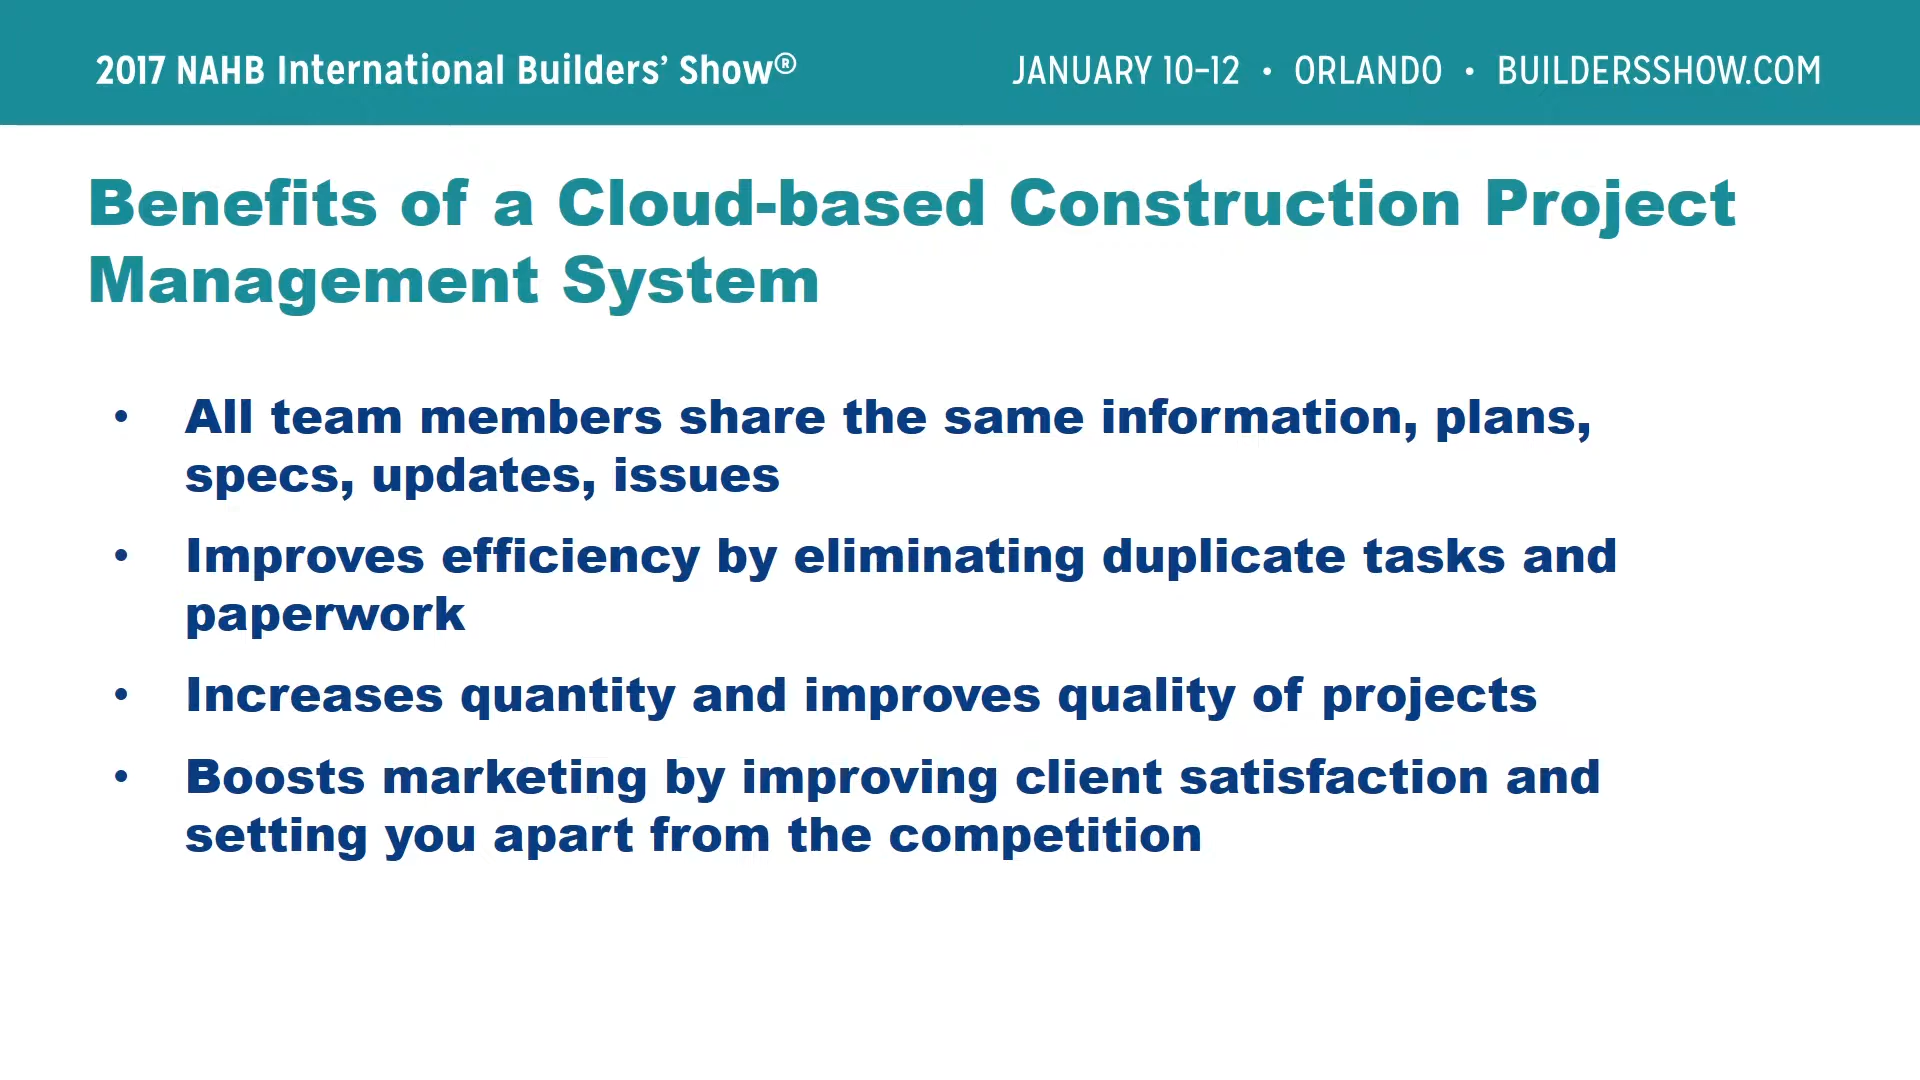 2017 NAHB International Builders’ Show® JANUARY 10–12 • ORLANDO • BUILDERSSHOW.COM
Benefits of a Cloud-based Construction Project
Management System
• All team members share the same information, plans,
specs, updates, issues
• Improves efficiency by eliminating duplicate tasks and
paperwork
• Increases quantity and improves quality of projects
• Boosts marketing by improving client satisfaction and
setting you apart from the competition